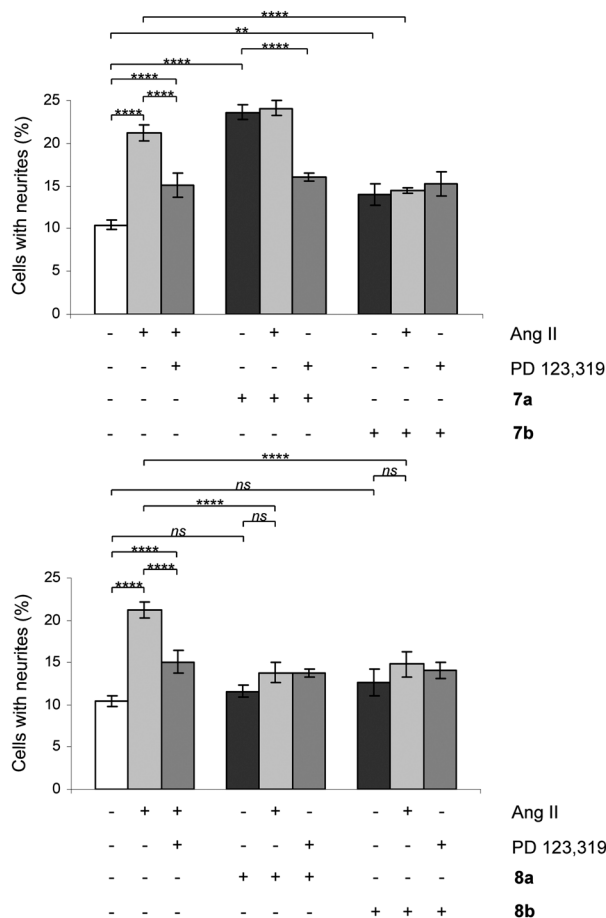 ****
**
**** ****
****
****
****
Cells with neurites (%)
25
20
15
10
5
0
- + + - + - - + - Ang II
- - + - - + - - + PD 123,319
- - - + + + - - - 7a
- - - - - - + + + 7b
****
ns
ns
****
ns
ns
****
****
****
Cells with neurites (%)
25
20
15
10
5
0
- + + - + - - + - Ang II
- - + - - + - - + PD 123,319
- - - + + + - - - 8a
- - - - - - + + + 8b